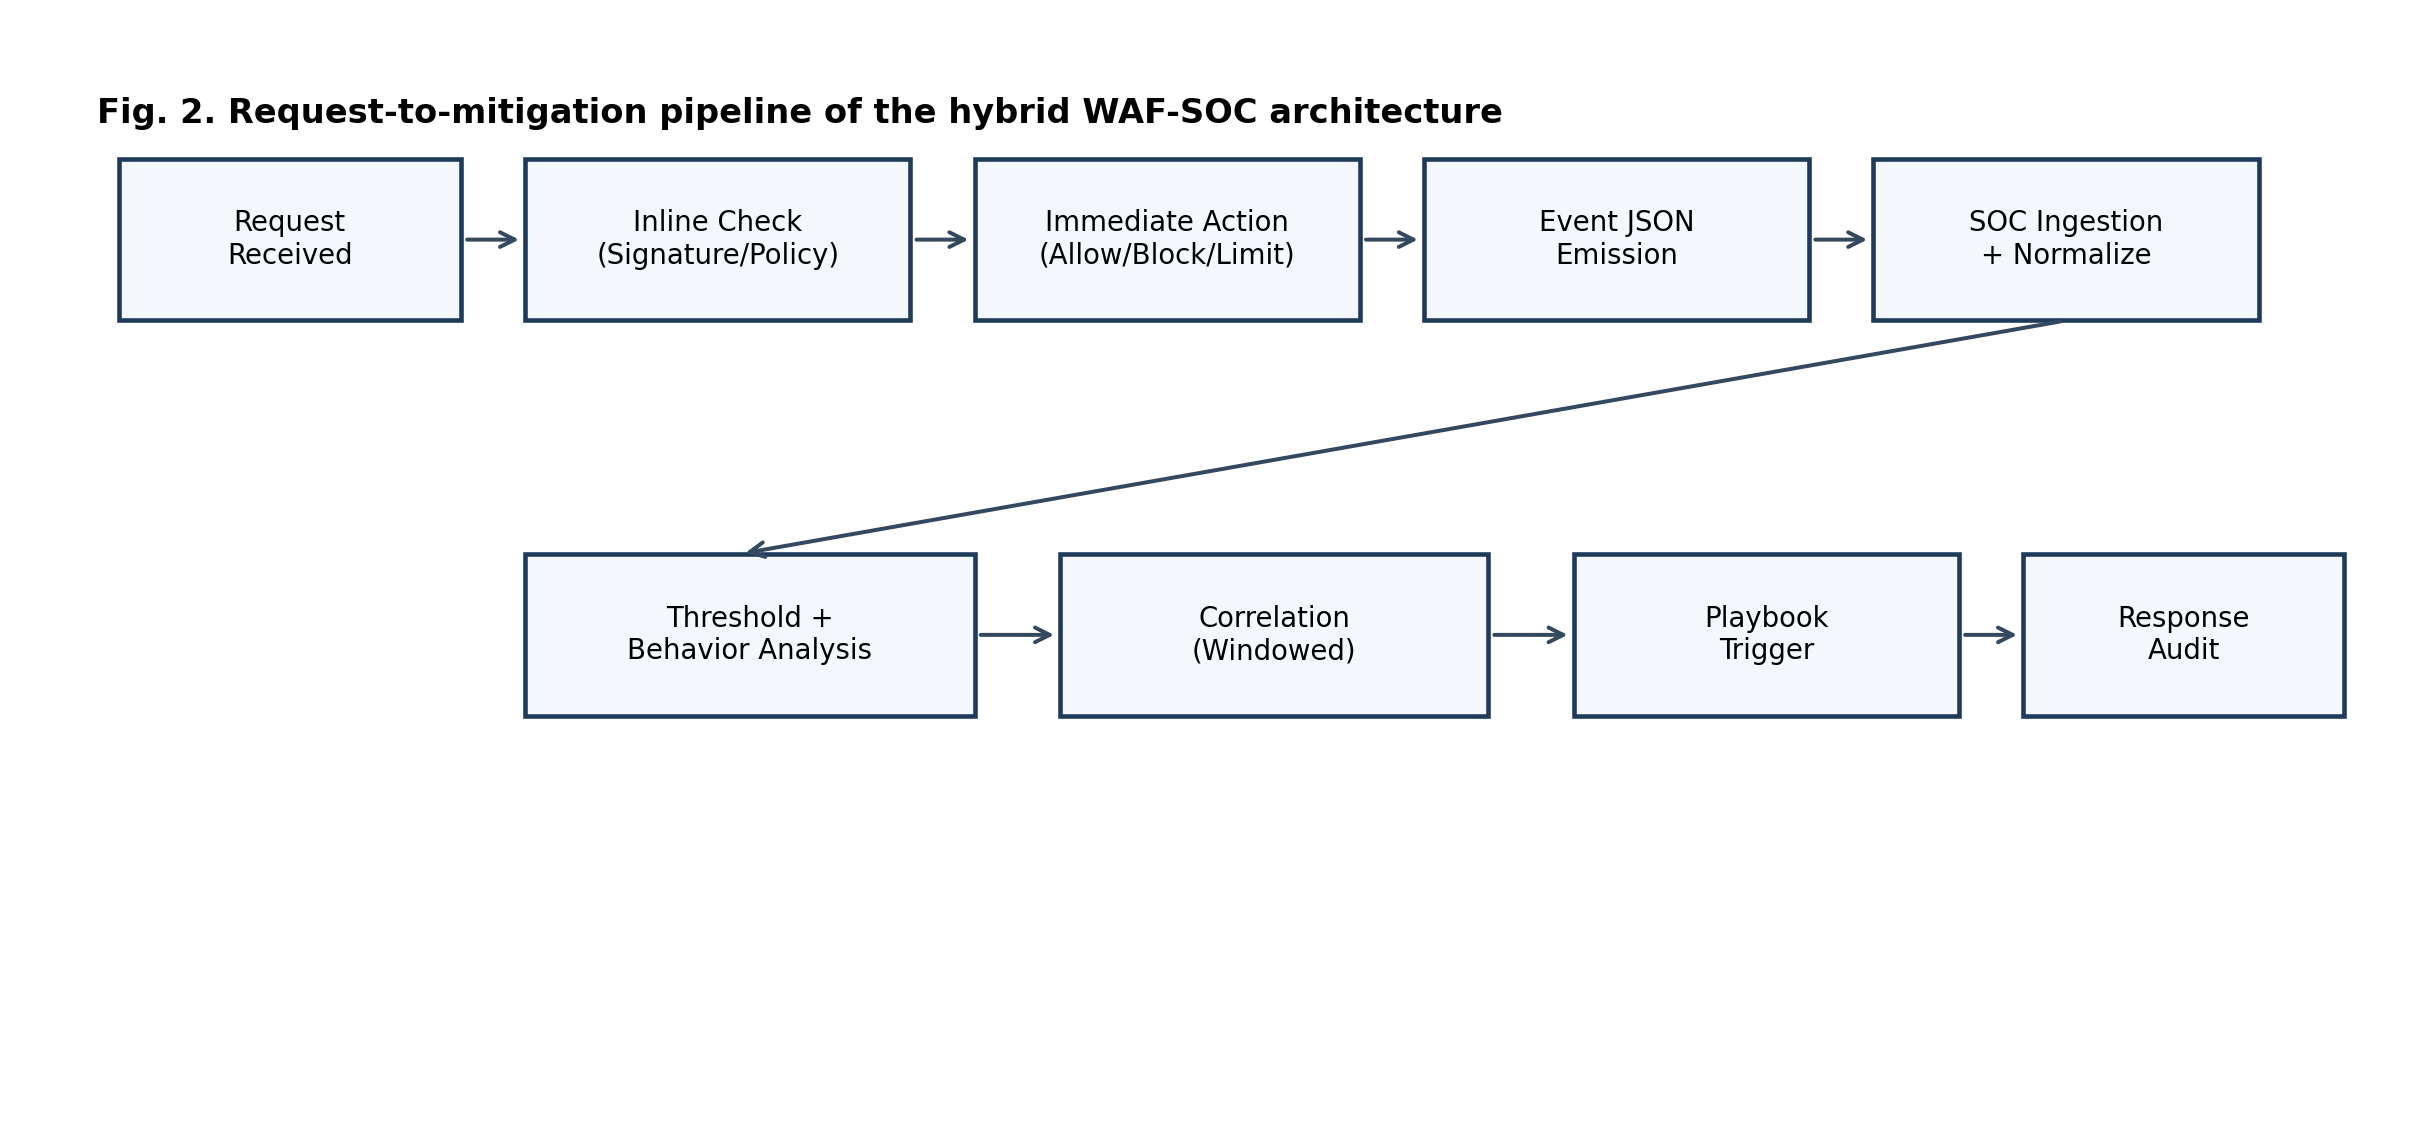 Fig. 2. Request-to-mitigation pipeline of the hybrid WAF-SOC architecture
Request
Received
Inline Check
(Signature/Policy)
Immediate Action
(Allow/Block/Limit)
Event JSON
Emission
SOC Ingestion
+ Normalize
Threshold +
Behavior Analysis
Correlation
(Windowed)
Playbook
Trigger
Response
Audit